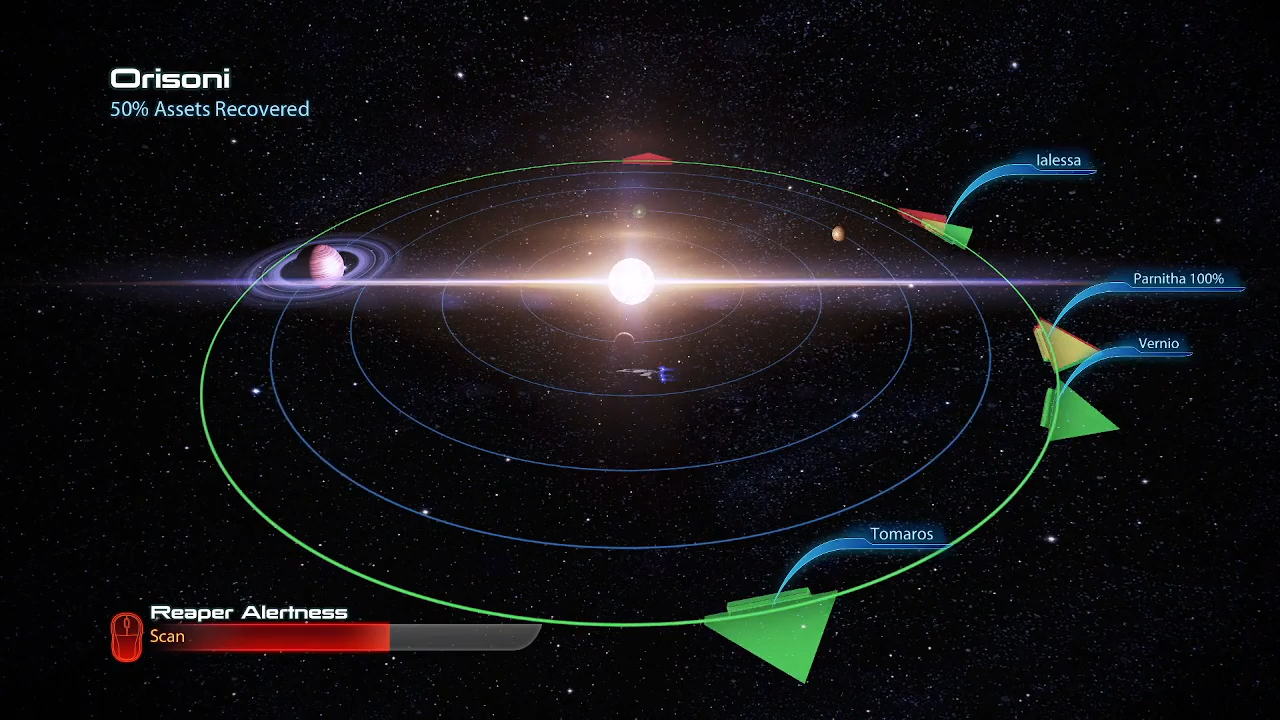 Orisoni
50% Assets Recovered
Ialessa
Parnitha 100%
Vernio
Tomaros
Reaper Alertness
Scan